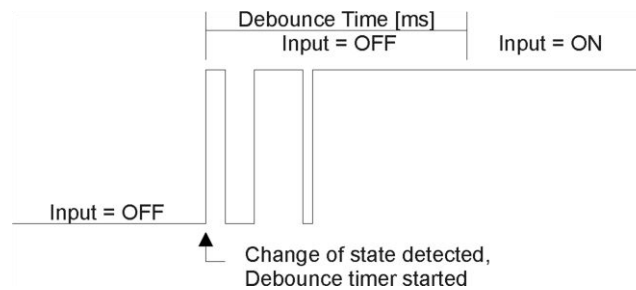 Debounce Time [ms]
Input = OFF
Input = ON
Input = OFF
Change of state detected,
Debounce timer started